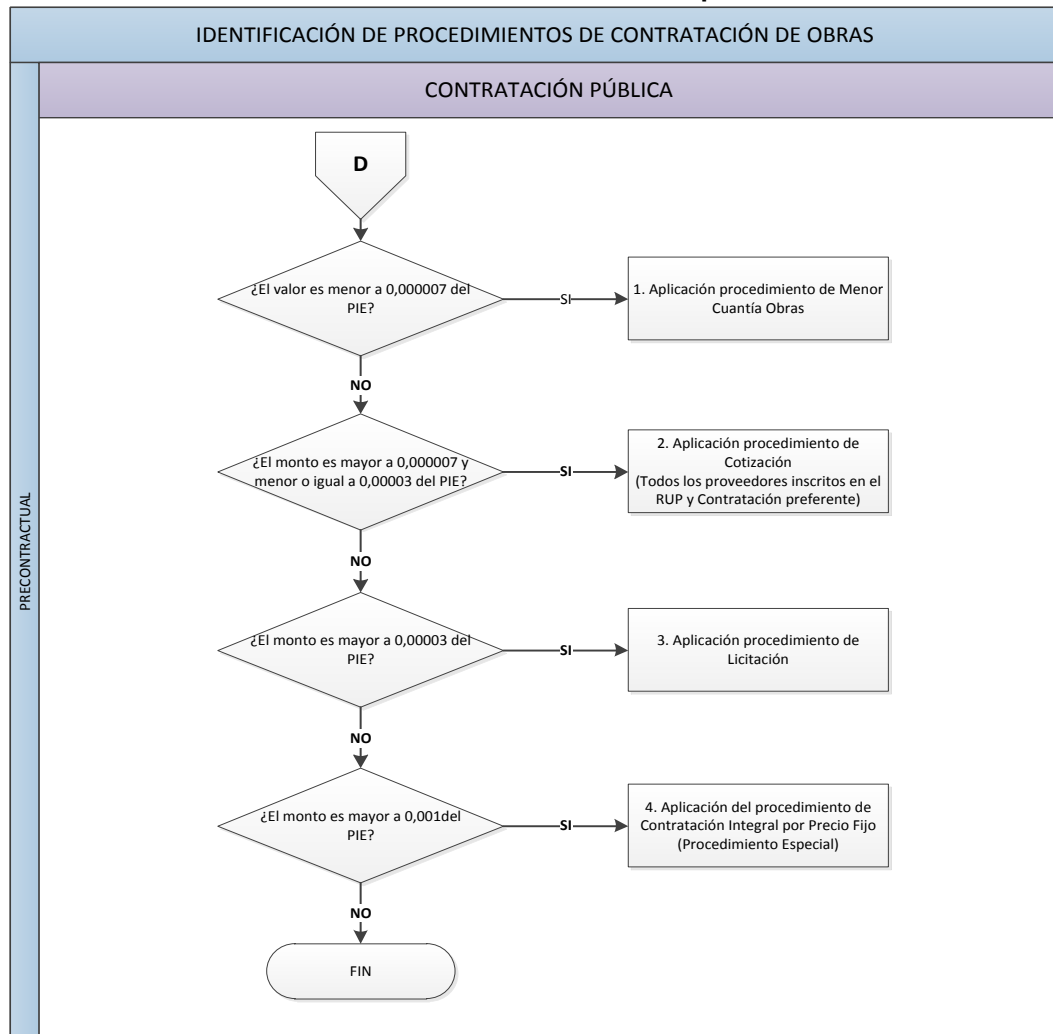 IDENTIFICACIÓN DE PROCEDIMIENTOS DE CONTRATACIÓN DE OBRAS
CONTRATACIÓN PÚBLICA
PRECONTRACTUAL
D
¿El valor es menor a 0,000007 del
PIE?
SI
1. Aplicación procedimiento de Menor
Cuantía Obras
NO
¿El monto es mayor a 0,000007 y
menor o igual a 0,00003 del PIE?
SI
2. Aplicación procedimiento de
Cotización
(Todos los proveedores inscritos en el
RUP y Contratación preferente)
NO
¿El monto es mayor a 0,00003 del
PIE?
SI
3. Aplicación procedimiento de
Licitación
NO
¿El monto es mayor a 0,001del
PIE?
SI
4. Aplicación del procedimiento de
Contratación Integral por Precio Fijo
(Procedimiento Especial)
NO
FIN